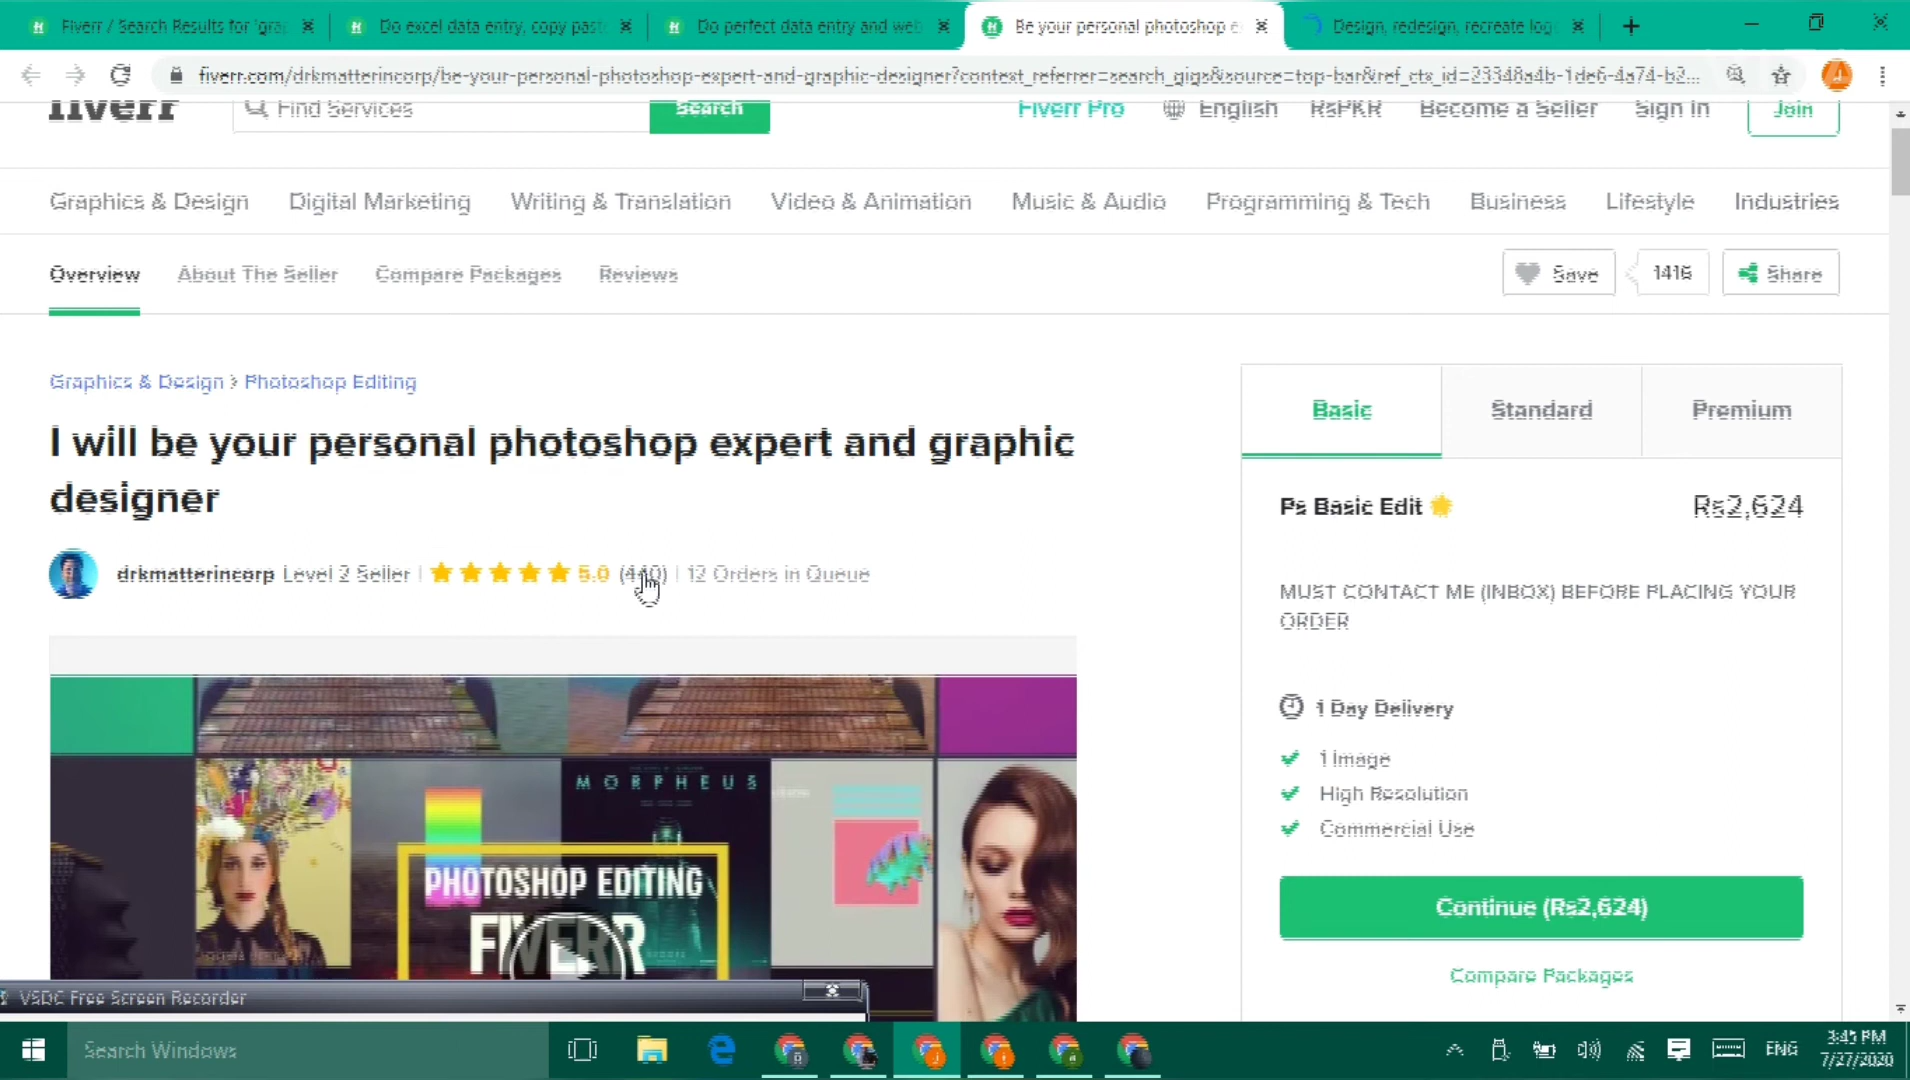 Fiverr / Search Results for 'gra
Do excel data entry, copy past
Do perfect data entry and web
Be your personal photoshop e
Design, redesign, recreate log
fiverr.com/drkmatterincorp/be-your-personal-photoshop-expert-and-graphic-designer?context_referrer=search_gigs&source=top-bar&ref_ctx_id=23348a4b-1de6-4a74-b2...
fiverr
Find Services
Search
Fiverr Pro
English
RsPKR
Become a Seller
Sign In
Join
Graphics & Design
Digital Marketing
Writing & Translation
Video & Animation
Music & Audio
Programming & Tech
Business
Lifestyle
Industries
Overview
About The Seller
Compare Packages
Reviews
Save
1416
Share
Graphics & Design > Photoshop Editing
I will be your personal photoshop expert and graphic
designer
drkmatterincorp Level 2 Seller | 5.0 (440) | 12 Orders in Queue
MORPHEUS
PHOTOSHOP EDITING
FIVERR
Basic
Standard
Premium
Ps Basic Edit
Rs2,624
MUST CONTACT ME (INBOX) BEFORE PLACING YOUR
ORDER
1 Day Delivery
1 Image
High Resolution
Commercial Use
Continue (Rs2,624)
Compare Packages
VSDC Free Screen Recorder
Search Windows
ENG
3:45 PM
7/27/2020